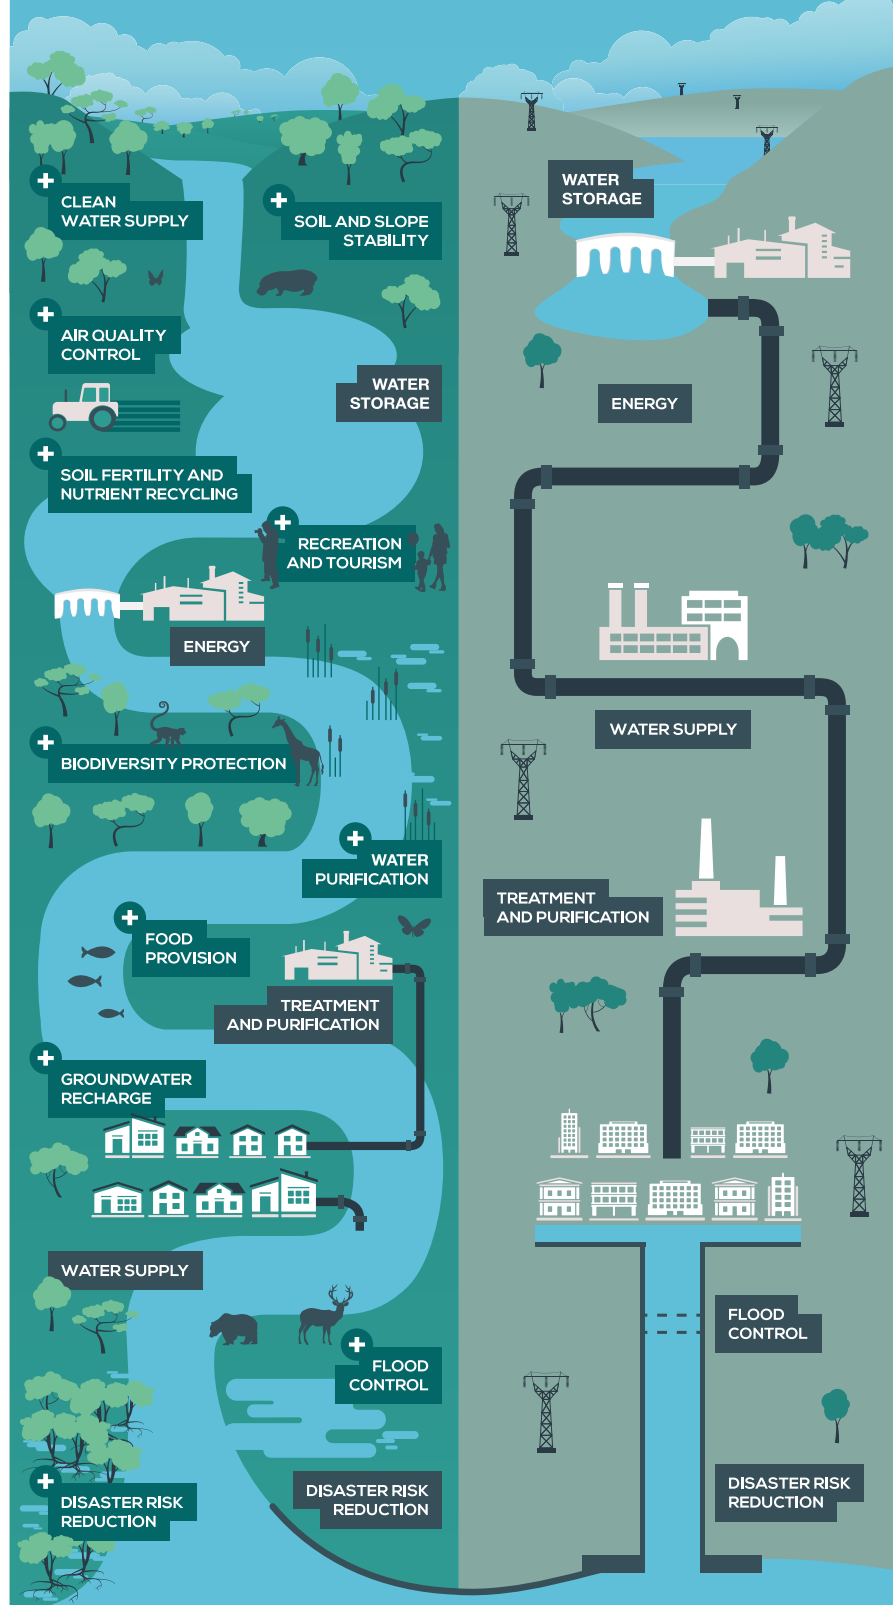 CLEAN
WATER SUPPLY
SOIL AND SLOPE
STABILITY
AIR QUALITY
CONTROL
WATER
STORAGE
SOIL FERTILITY AND
NUTRIENT RECYCLING
RECREATION
AND TOURISM
ENERGY
BIODIVERSITY PROTECTION
WATER
PURIFICATION
FOOD
PROVISION
TREATMENT
AND PURIFICATION
GROUNDWATER
RECHARGE
WATER SUPPLY
FLOOD
CONTROL
DISASTER RISK
REDUCTION
DISASTER RISK
REDUCTION
WATER
STORAGE
ENERGY
WATER SUPPLY
TREATMENT
AND PURIFICATION
FLOOD
CONTROL
DISASTER RISK
REDUCTION